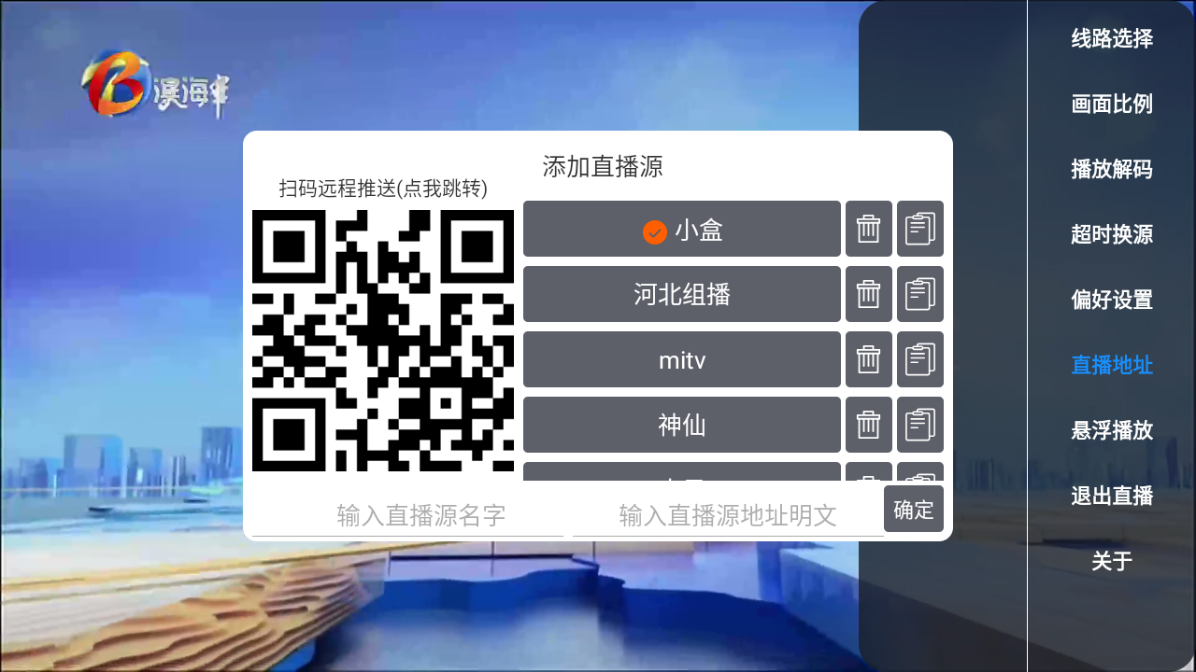 滨海
添加直播源
扫码远程推送(点我跳转)
小盒
河北组播
mitv
神仙
输入直播源名字
输入直播源地址明文
确定
线路选择
画面比例
播放解码
超时换源
偏好设置
直播地址
悬浮播放
退出直播
关于